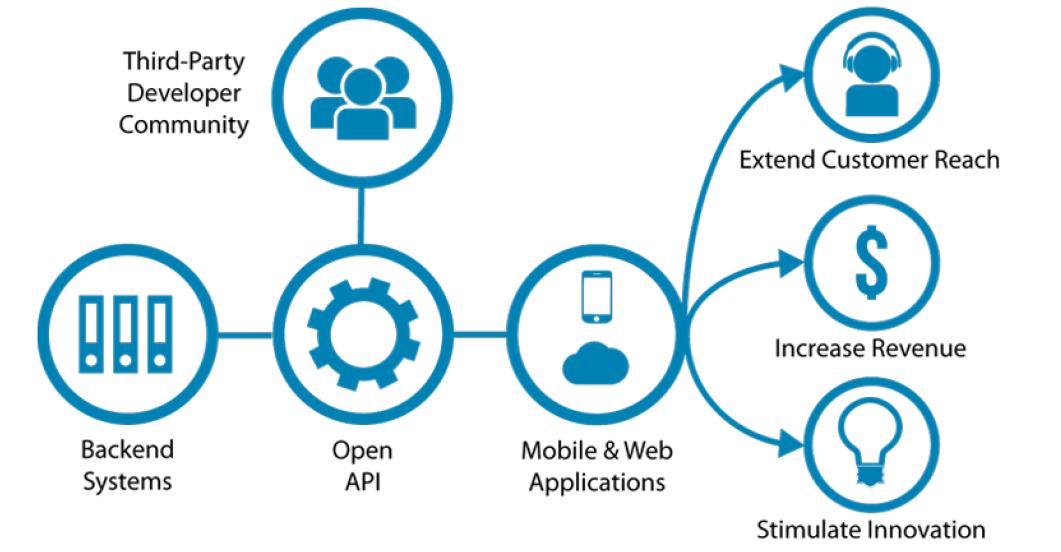 Third-Party
Developer
Community
Extend Customer Reach
$
Increase Revenue
Backend
Systems
Open
API
Mobile & Web
Applications
Stimulate Innovation